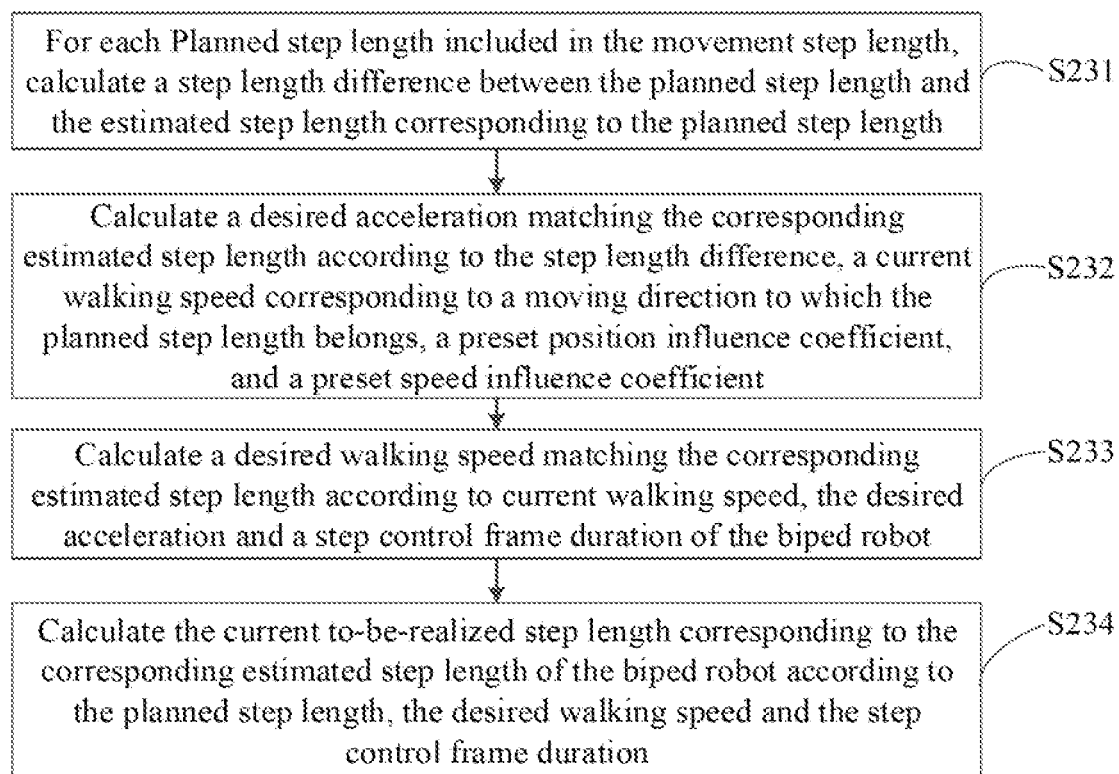 For each Planned step length included in the movement step length,
calculate a step length difference between the planned step length and
the estimated step length corresponding to the planned step length
S231
Calculate a desired acceleration matching the corresponding
estimated step length according to the step length difference, a current
walking speed corresponding to a moving direction to which the
planned step length belongs, a preset position influence coefficient,
and a preset speed influence coefficient
S232
Calculate a desired walking speed matching the corresponding
estimated step length according to current walking speed, the desired
acceleration and a step control frame duration of the biped robot
S233
Calculate the current to-be-realized step length corresponding to the
corresponding estimated step length of the biped robot according to
the planned step length, the desired walking speed and the step
control frame duration
S234